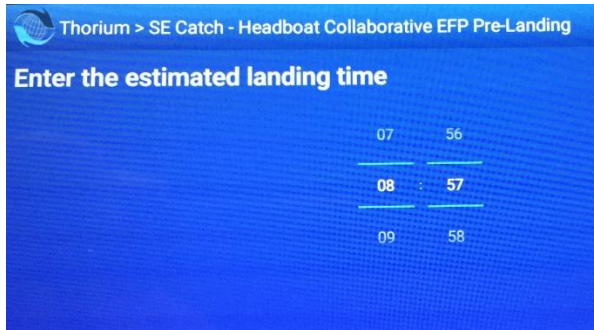 Thorium > SE Catch - Headboat Collaborative EFP Pre-Landing
Enter the estimated landing time
07 56
08 : 57
09 58